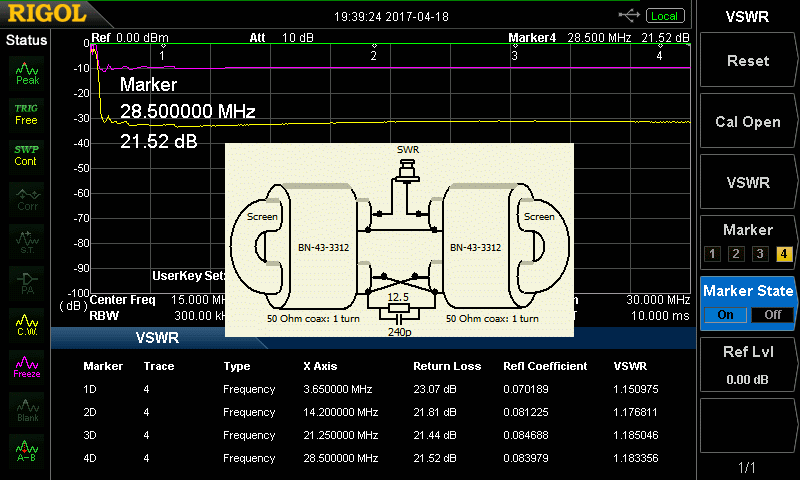 RIGOL
19:39:24 2017-04-18
Local
VSWR
Status
Ref 0.00 dBm
Att 10 dB
Marker4 28.500 MHz 21.52 dB
Peak
TRIG
Free
SWP
Cont
Corr
S.T.
PA
C.W.
Freeze
Blank
A-B
0
-10
-20
-30
-40
-50
-60
-70
-80
-90
-100
( dB )
1
2
3
4
Marker
28.500000 MHz
21.52 dB
SWR
Screen
BN-43-3312
BN-43-3312
Screen
12.5
50 Ohm coax: 1 turn
50 Ohm coax: 1 turn
240p
UserKey Set:
Center Freq 15.000 MH
30.000 MHz
RBW 300.00 kH
10.000 ms
VSWR
Marker Trace Type X Axis Return Loss Refl Coefficient VSWR
1D 4 Frequency 3.650000 MHz 23.07 dB 0.070189 1.150975
2D 4 Frequency 14.200000 MHz 21.81 dB 0.081225 1.176811
3D 4 Frequency 21.250000 MHz 21.44 dB 0.084688 1.185046
4D 4 Frequency 28.500000 MHz 21.52 dB 0.083979 1.183356
Reset
Cal Open
VSWR
Marker
1 2 3 4
Marker State
On Off
Ref Lvl
0.00 dB
1/1